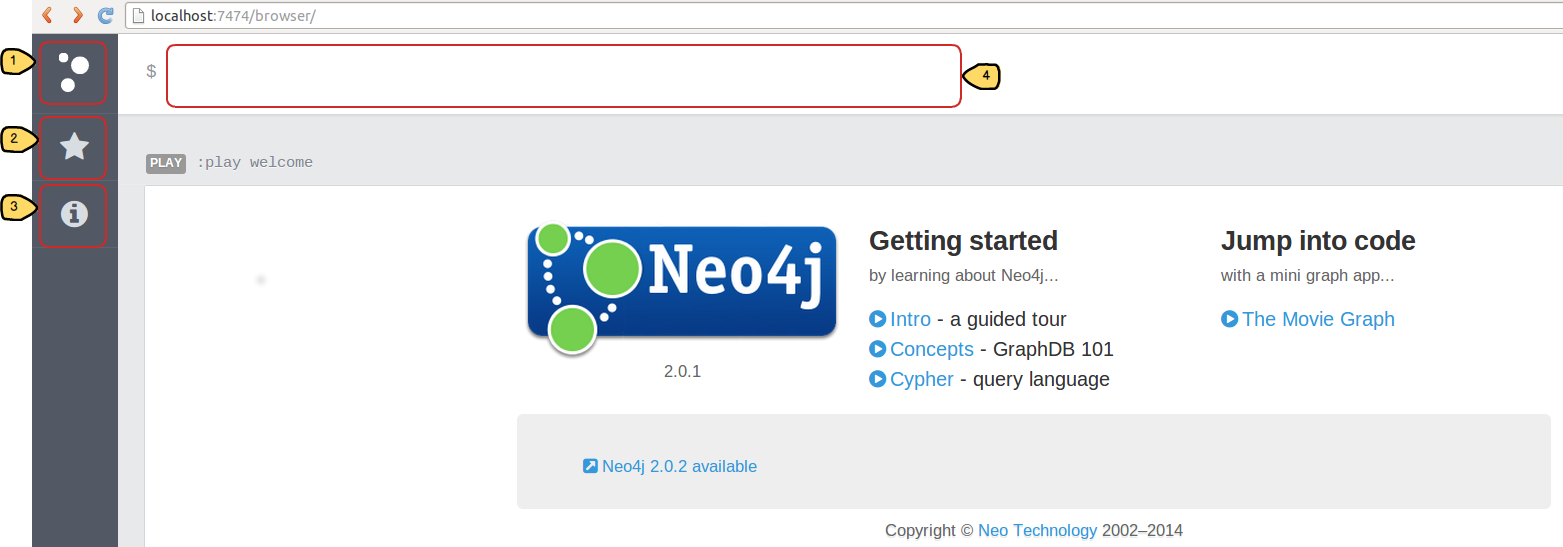 localhost:7474/browser/
1
$
4
2
PLAY :play welcome
3
Neo4j
2.0.1
Getting started
by learning about Neo4j...
Intro - a guided tour
Concepts - GraphDB 101
Cypher - query language
Jump into code
with a mini graph app...
The Movie Graph
Neo4j 2.0.2 available
Copyright © Neo Technology 2002–2014